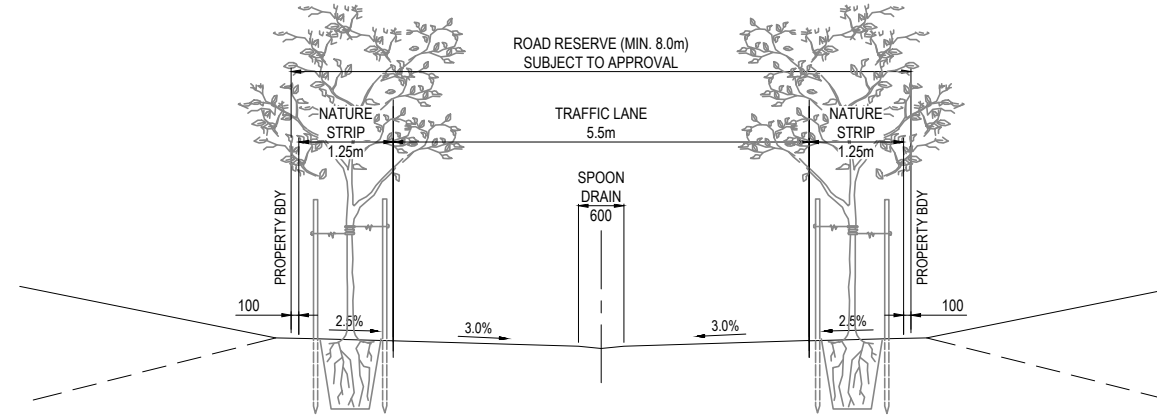 ROAD RESERVE (MIN. 8.0m)
SUBJECT TO APPROVAL
NATURE
STRIP
1.25m
TRAFFIC LANE
5.5m
NATURE
STRIP
1.25m
SPOON
DRAIN
600
PROPERTY BDY
PROPERTY BDY
100
2.5%
3.0%
3.0%
2.5%
100